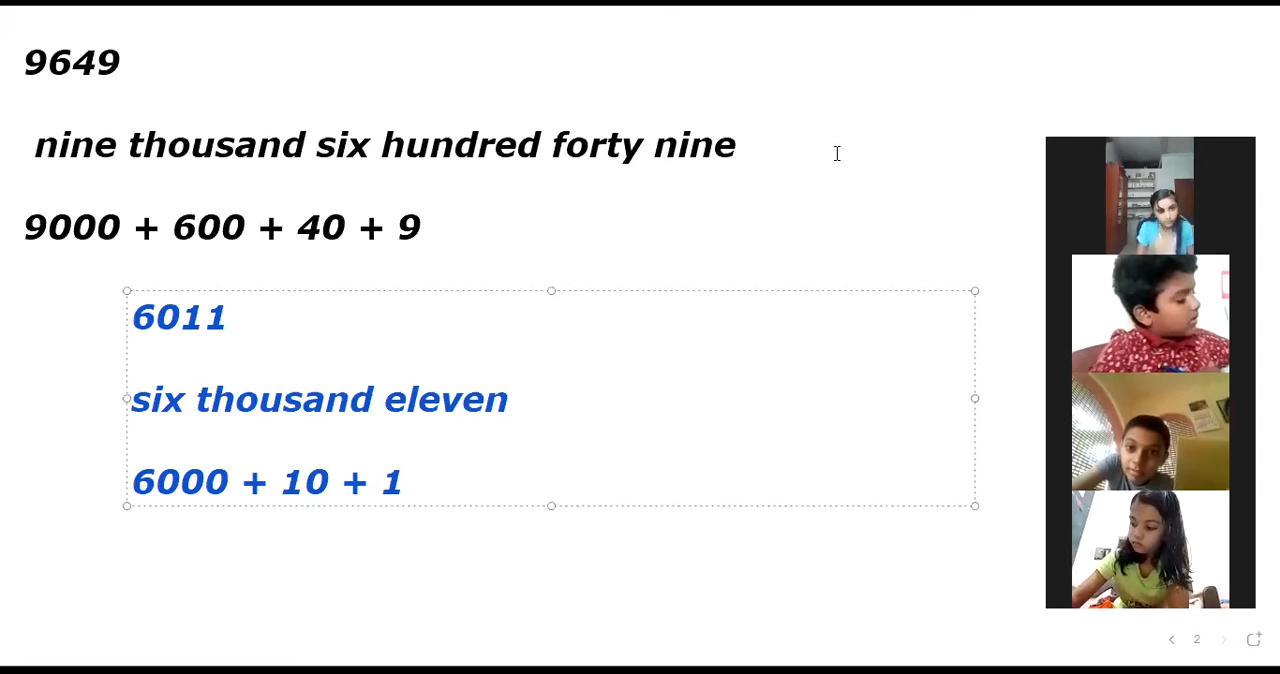 9649
nine thousand six hundred forty nine
9000 + 600 + 40 + 9
6011
six thousand eleven
6000 + 10 + 1
2